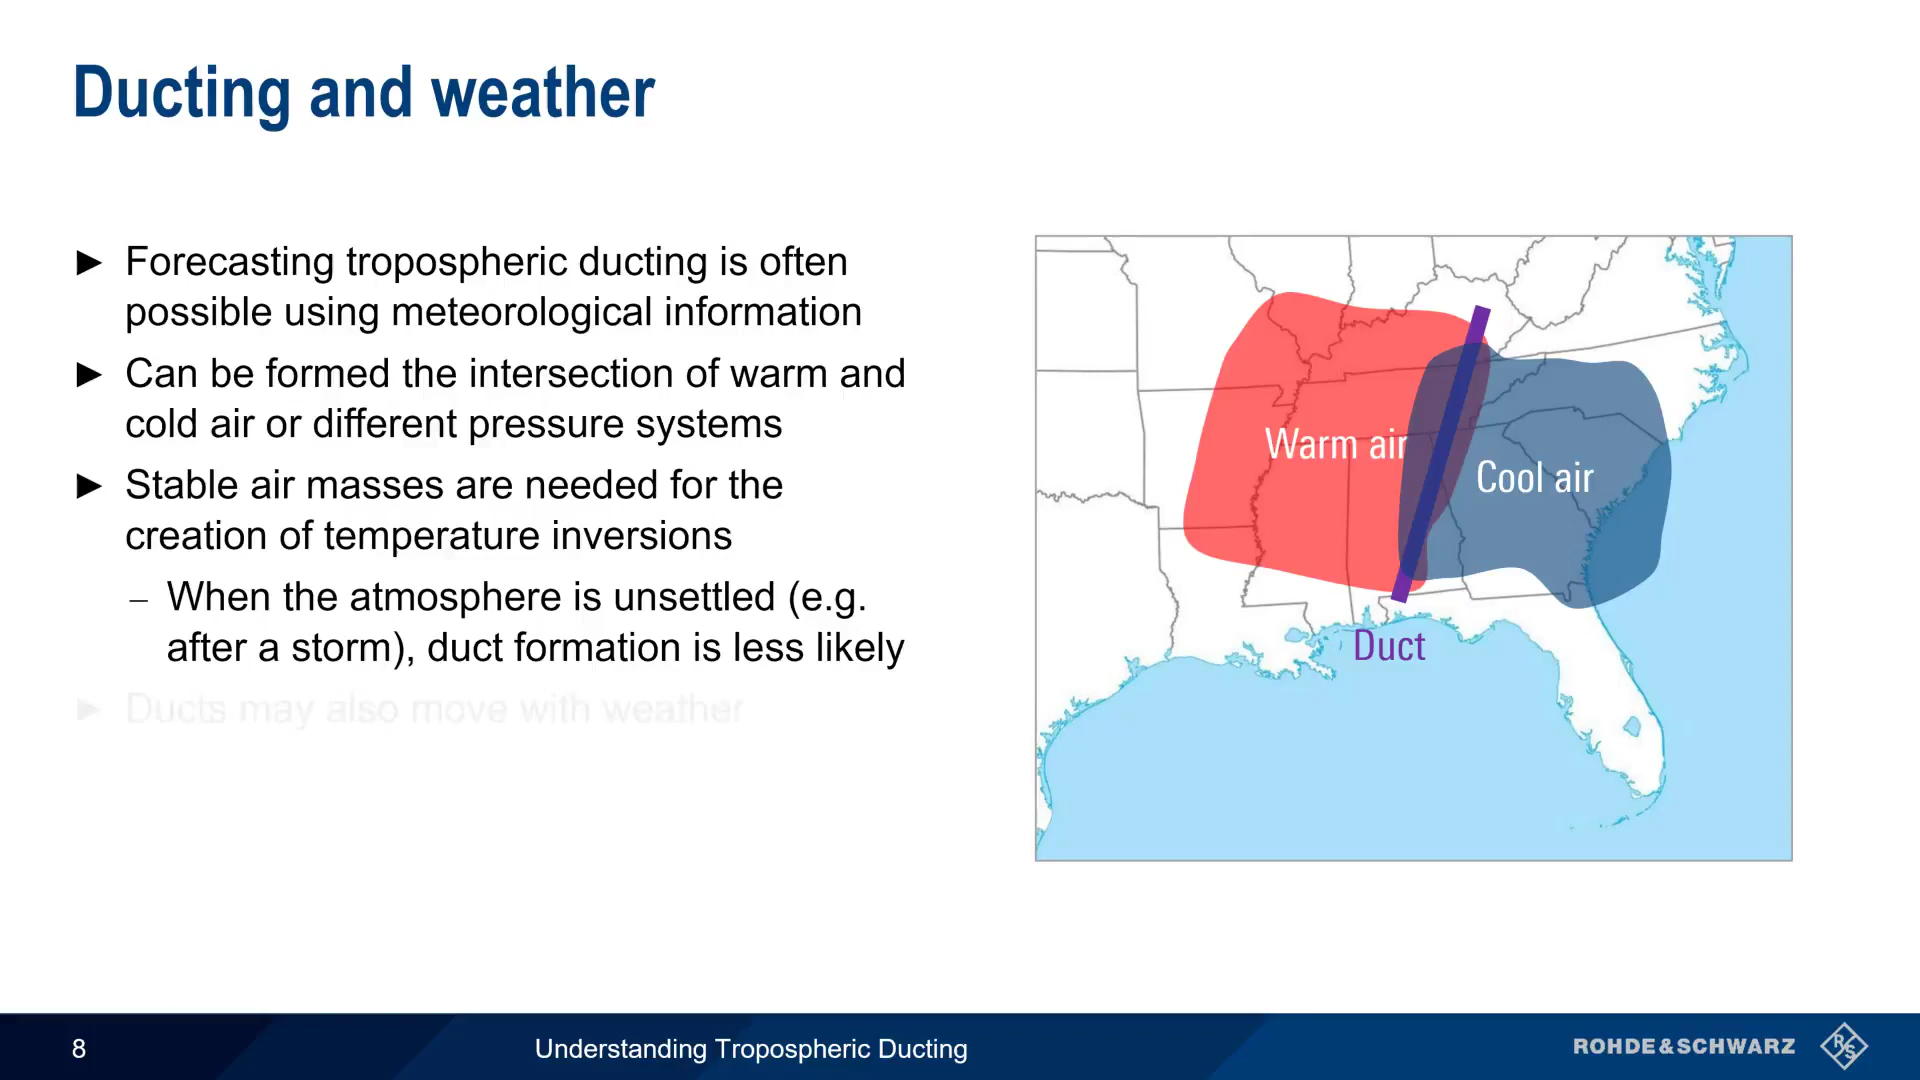 Ducting and weather
► Forecasting tropospheric ducting is often
possible using meteorological information
► Can be formed the intersection of warm and
cold air or different pressure systems
► Stable air masses are needed for the
creation of temperature inversions
– When the atmosphere is unsettled (e.g.
after a storm), duct formation is less likely
► Ducts may also move with weather
Warm air
Cool air
Duct
8
Understanding Tropospheric Ducting
ROHDE&SCHWARZ
R S